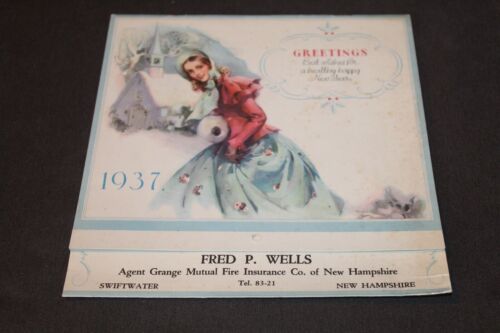 GREETINGS
Best wishes for
a healthy happy
New Year.
1937.
FRED P. WELLS
Agent Grange Mutual Fire Insurance Co. of New Hampshire
SWIFTWATER Tel. 83-21 NEW HAMPSHIRE